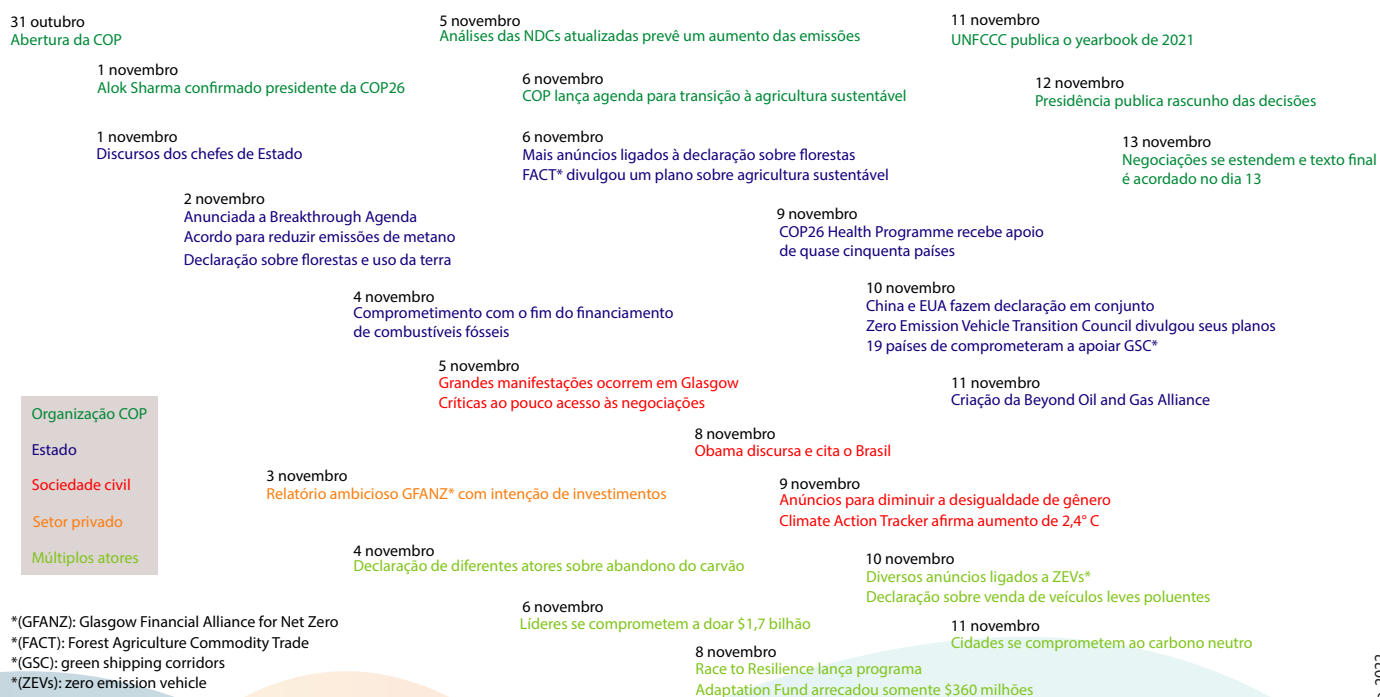 31 outubro
Abertura da COP
1 novembro
Alok Sharma confirmado presidente da COP26
1 novembro
Discursos dos chefes de Estado
2 novembro
Anunciada a Breakthrough Agenda
Acordo para reduzir emissões de metano
Declaração sobre florestas e uso da terra
4 novembro
Comprometimento com o fim do financiamento
de combustíveis fósseis
5 novembro
Análises das NDCs atualizadas prevê um aumento das emissões
6 novembro
COP lança agenda para transição à agricultura sustentável
6 novembro
Mais anúncios ligados à declaração sobre florestas
FACT* divulgou um plano sobre agricultura sustentável
11 novembro
UNFCCC publica o yearbook de 2021
12 novembro
Presidência publica rascunho das decisões
13 novembro
Negociações se estendem e texto final
é acordado no dia 13
9 novembro
COP26 Health Programme recebe apoio
de quase cinquenta países
10 novembro
China e EUA fazem declaração em conjunto
Zero Emission Vehicle Transition Council divulgou seus planos
19 países de comprometeram a apoiar GSC*
5 novembro
Grandes manifestações ocorrem em Glasgow
Críticas ao pouco acesso às negociações
11 novembro
Criação da Beyond Oil and Gas Alliance
8 novembro
Obama discursa e cita o Brasil
3 novembro
Relatório ambicioso GFANZ* com intenção de investimentos
9 novembro
Anúncios para diminuir a desigualdade de gênero
Climate Action Tracker afirma aumento de 2,4° C
4 novembro
Declaração de diferentes atores sobre abandono do carvão
10 novembro
Diversos anúncios ligados a ZEVs*
Declaração sobre venda de veículos leves poluentes
6 novembro
Líderes se comprometem a doar $1,7 bilhão
11 novembro
Cidades se comprometem ao carbono neutro
8 novembro
Race to Resilience lança programa
Adaptation Fund arrecadou somente $360 milhões
Organização COP
Estado
Sociedade civil
Setor privado
Múltiplos atores
*(GFANZ): Glasgow Financial Alliance for Net Zero
*(FACT): Forest Agriculture Commodity Trade
*(GSC): green shipping corridors
*(ZEVs): zero emission vehicle